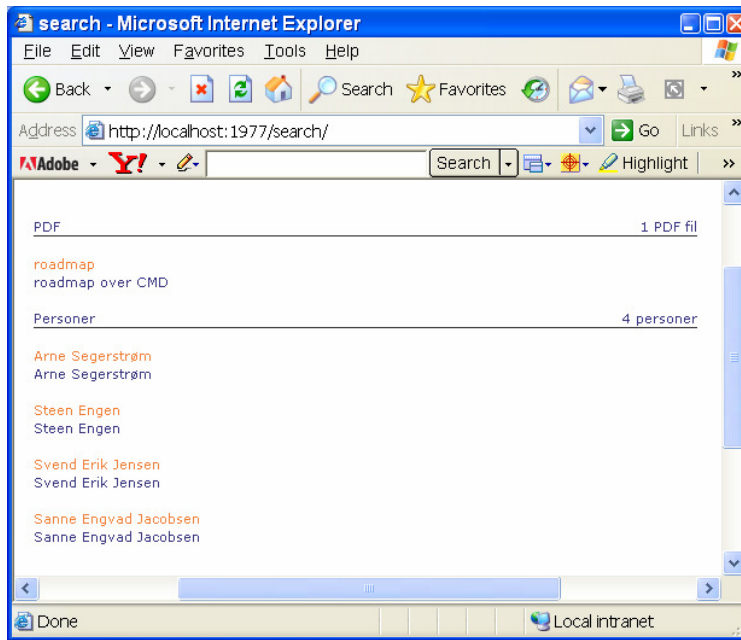 search - Microsoft Internet Explorer
File Edit View Favorites Tools Help
Back Search Favorites
Address http://localhost:1977/search/ Go Links
Adobe Y! Search Highlight
PDF 1 PDF fil
roadmap
roadmap over CMD
Personer 4 personer
Arne Segerstrøm
Arne Segerstrøm
Steen Engen
Steen Engen
Svend Erik Jensen
Svend Erik Jensen
Sanne Engvad Jacobsen
Sanne Engvad Jacobsen
Done Local intranet